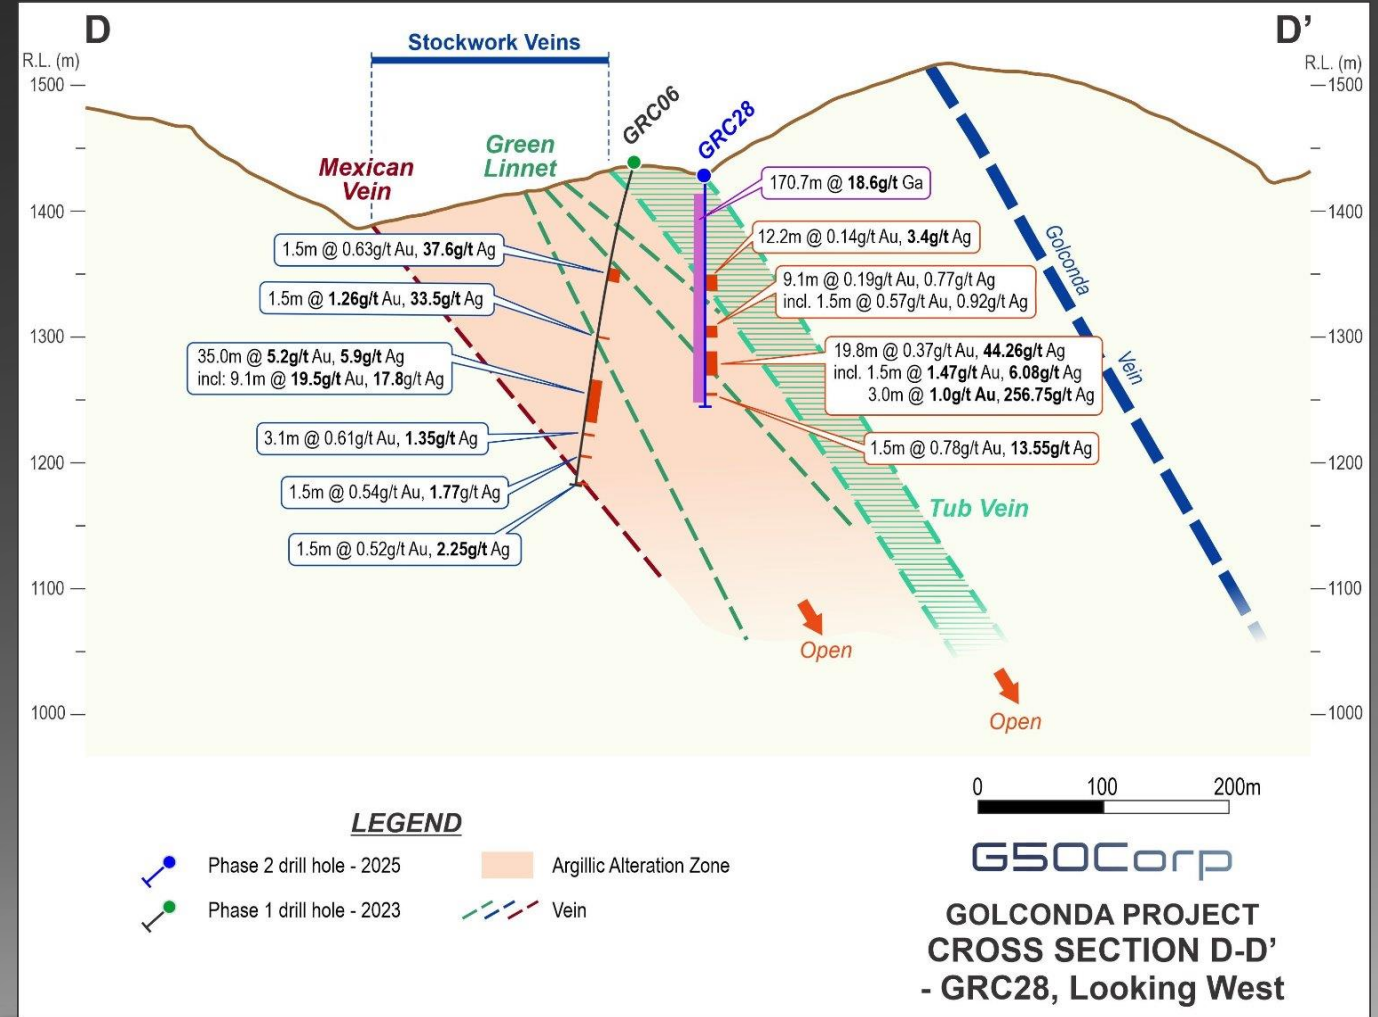 D
D'
R.L. (m)
R.L. (m)
Stockwork Veins
1500
1500
GRC06
GRC28
Green
Linnet
Mexican
Vein
170.7m @ 18.6g/t Ga
1400
1400
12.2m @ 0.14g/t Au, 3.4g/t Ag
1.5m @ 0.63g/t Au, 37.6g/t Ag
Golconda
9.1m @ 0.19g/t Au, 0.77g/t Ag
incl. 1.5m @ 0.57g/t Au, 0.92g/t Ag
1.5m @ 1.26g/t Au, 33.5g/t Ag
1300
1300
35.0m @ 5.2g/t Au, 5.9g/t Ag
incl: 9.1m @ 19.5g/t Au, 17.8g/t Ag
19.8m @ 0.37g/t Au, 44.26g/t Ag
incl. 1.5m @ 1.47g/t Au, 6.08g/t Ag
3.0m @ 1.0g/t Au, 256.75g/t Ag
Vein
3.1m @ 0.61g/t Au, 1.35g/t Ag
1.5m @ 0.78g/t Au, 13.55g/t Ag
1200
1200
1.5m @ 0.54g/t Au, 1.77g/t Ag
Tub Vein
1.5m @ 0.52g/t Au, 2.25g/t Ag
1100
1100
Open
Open
1000
1000
0 100 200m
LEGEND
Phase 2 drill hole - 2025
Argillic Alteration Zone
Phase 1 drill hole - 2023
Vein
G50Corp
GOLCONDA PROJECT
CROSS SECTION D-D'
- GRC28, Looking West